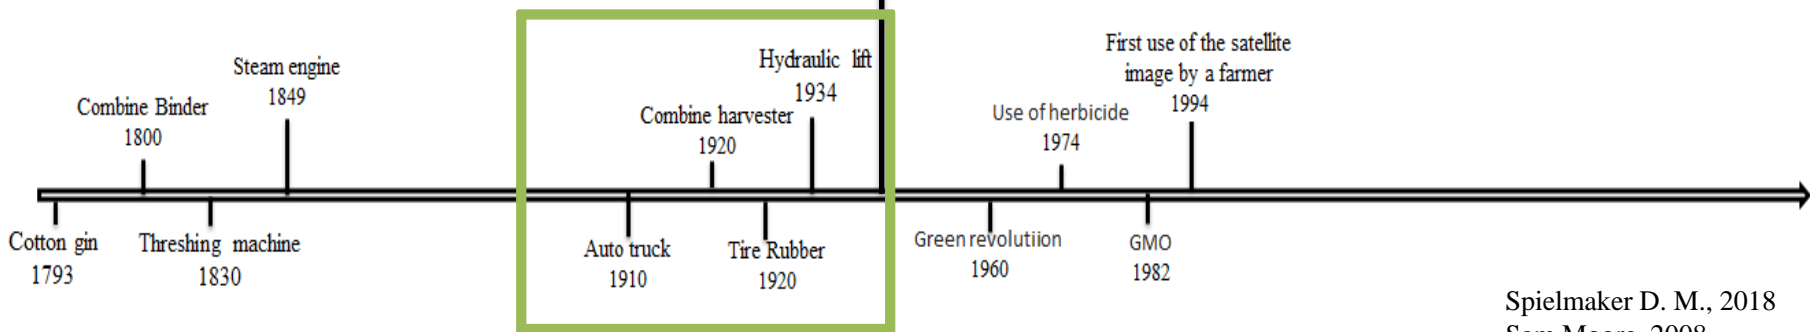 Cotton gin
1793
Combine Binder
1800
Threshing machine
1830
Steam engine
1849
Auto truck
1910
Combine harvester
1920
Tire Rubber
1920
Hydraulic lift
1934
Green revolutiion
1960
Use of herbicide
1974
GMO
1982
First use of the satellite
image by a farmer
1994
Spielmaker D. M., 2018